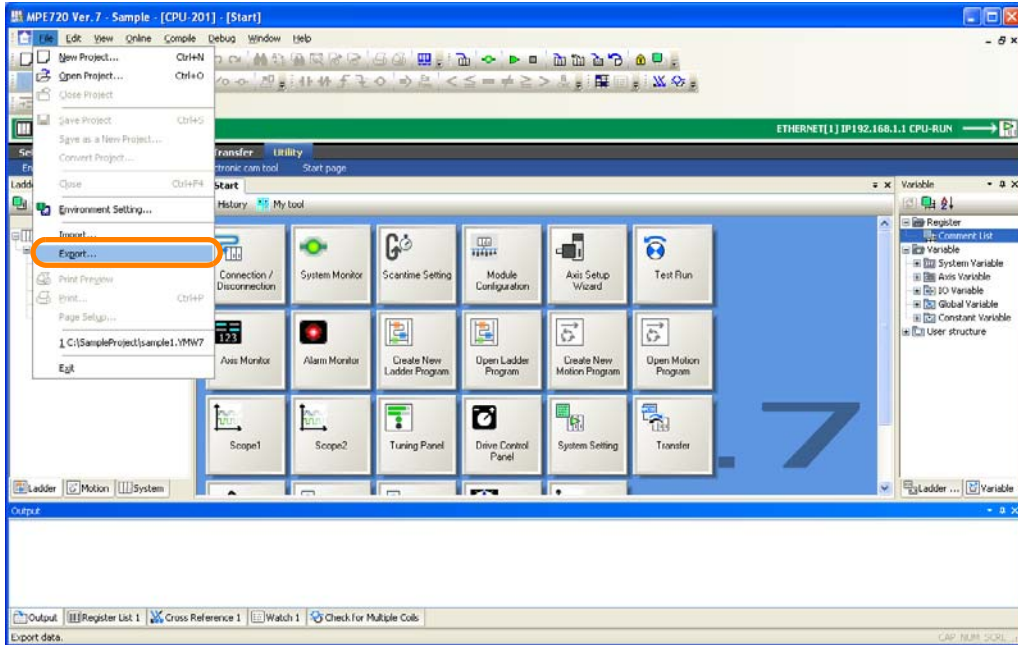 MPE720 Ver. 7 - Sample - [CPU-201] - [Start]
File Edit View Online Compile Debug Window Help
New Project... Ctrl+N
Open Project... Ctrl+O
Close Project
Save Project Ctrl+S
Save as a New Project...
Convert Project...
Close Ctrl+F4
Environment Setting...
Import...
Export...
Print Preview
Print... Ctrl+P
Page Setup...
1 C:\SampleProject\sample1.YMW7
Exit
ETHERNET[1] IP192.168.1.1 CPU-RUN
Transfer Utility
ctronic cam tool Start page
Start
History My tool
Connection / Disconnection
System Monitor
Scantime Setting
Module Configuration
Axis Setup Wizard
Test Run
Axis Monitor
Alarm Monitor
Create New Ladder Program
Open Ladder Program
Create New Motion Program
Open Motion Program
Scope1
Scope2
Tuning Panel
Drive Control Panel
System Setting
Transfer
.7
Variable
Register
Comment List
Variable
System Variable
Axis Variable
IO Variable
Global Variable
Constant Variable
User structure
Ladder Motion System
Ladder ... Variable
Output
Output Register List 1 Cross Reference 1 Watch 1 Check for Multiple Coils
Export data.
CAP NUM SCRL